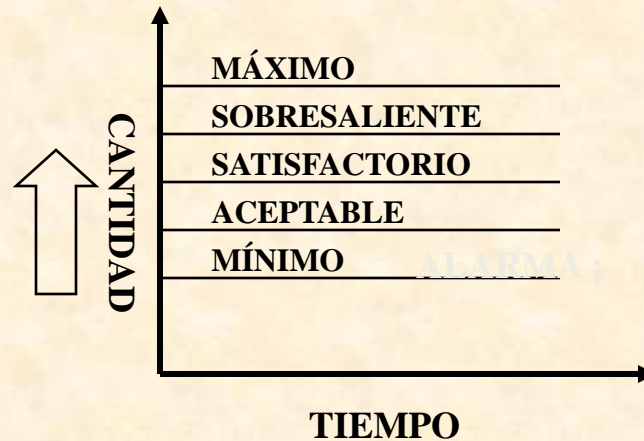 MÁXIMO
SOBRESALIENTE
SATISFACTORIO
ACEPTABLE
MÍNIMO ALARMA ¡
CANTIDAD
TIEMPO